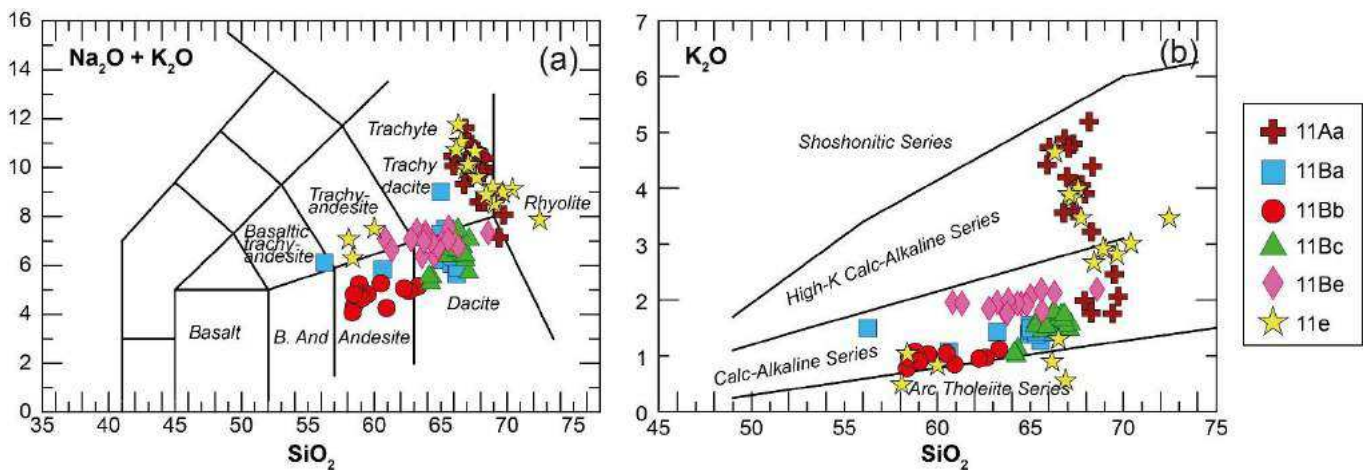 Na₂O + K₂O
(a)
16
14
12
10
8
6
4
2
0
Trachyte
Trachy
dacite
Trachy-
andesite
Rhyolite
Basaltic
trachy-
andesite
Dacite
Basalt
B. And
Andesite
35 40 45 50 55 60 65 70 75
SiO₂
K₂O
(b)
7
6
5
4
3
2
1
0
Shoshonitic Series
High-K Calc-Alkaline Series
Calc-Alkaline Series
Arc Tholeiite Series
45 50 55 60 65 70 75
SiO₂
11Aa
11Ba
11Bb
11Bc
11Be
11e